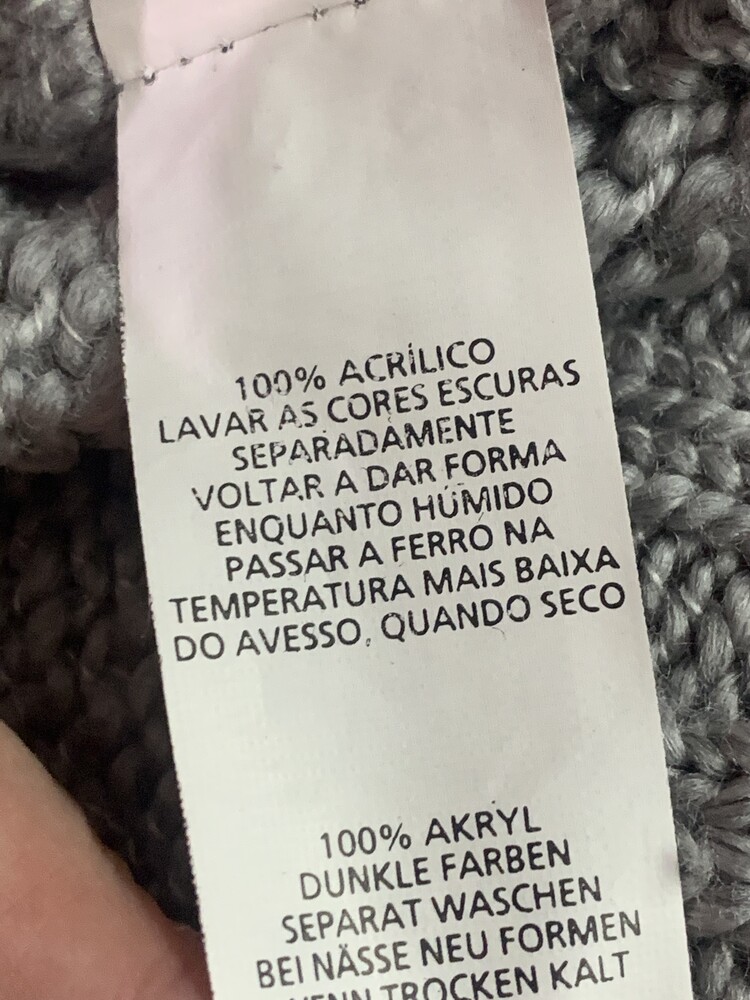 100% ACRÍLICO
LAVAR AS CORES ESCURAS
SEPARADAMENTE
VOLTAR A DAR FORMA
ENQUANTO HÚMIDO
PASSAR A FERRO NA
TEMPERATURA MAIS BAIXA
DO AVESSO, QUANDO SECO
100% AKRYL
DUNKLE FARBEN
SEPARAT WASCHEN
BEI NÄSSE NEU FORMEN
WENN TROCKEN KALT